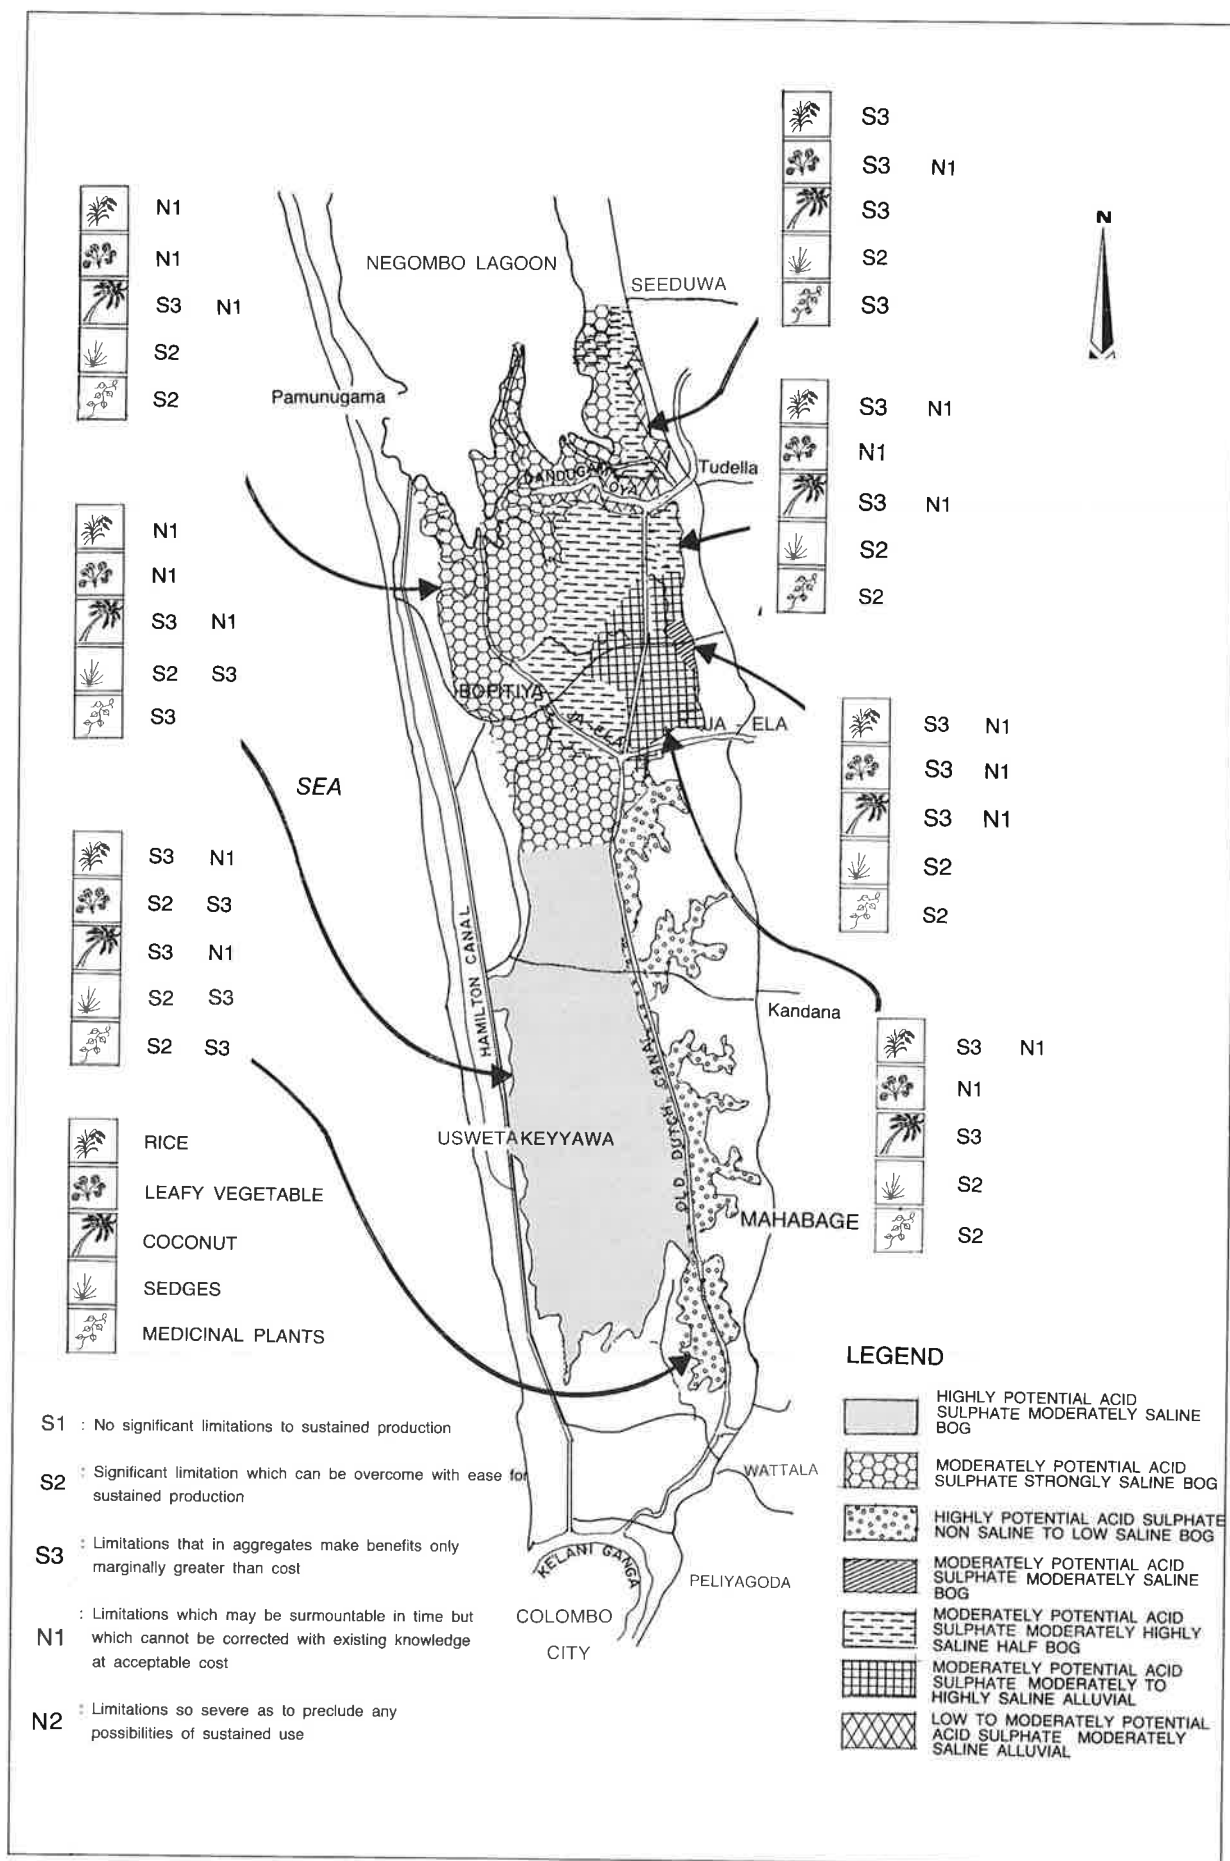 N1
N1
S3 N1
S2
S2
N1
N1
S3 N1
S2 S3
S3
S3 N1
S2 S3
S3 N1
S2 S3
S2 S3
RICE
LEAFY VEGETABLE
COCONUT
SEDGES
MEDICINAL PLANTS
S1 : No significant limitations to sustained production
S2 : Significant limitation which can be overcome with ease for
sustained production
S3 : Limitations that in aggregates make benefits only
marginally greater than cost
N1 : Limitations which may be surmountable in time but
which cannot be corrected with existing knowledge
at acceptable cost
N2 : Limitations so severe as to preclude any
possibilities of sustained use
NEGOMBO LAGOON
SEEDUWA
Pamunugama
DANDUGAMA
OYA
Tudella
BOPITIYA
JA-ELA
JA - ELA
SEA
HAMILTON CANAL
Kandana
OLD DUTCH CANAL
USWETAKEYYAWA
MAHABAGE
WATTALA
KELANI GANGA
PELIYAGODA
COLOMBO
CITY
N
S3
S3 N1
S3
S2
S3
S3 N1
N1
S3 N1
S2
S2
S3 N1
S3 N1
S3 N1
S2
S2
S3 N1
N1
S3
S2
S2
LEGEND
HIGHLY POTENTIAL ACID
SULPHATE MODERATELY SALINE
BOG
MODERATELY POTENTIAL ACID
SULPHATE STRONGLY SALINE BOG
HIGHLY POTENTIAL ACID SULPHATE
NON SALINE TO LOW SALINE BOG
MODERATELY POTENTIAL ACID
SULPHATE MODERATELY SALINE
BOG
MODERATELY POTENTIAL ACID
SULPHATE MODERATELY HIGHLY
SALINE HALF BOG
MODERATELY POTENTIAL ACID
SULPHATE MODERATELY TO
HIGHLY SALINE ALLUVIAL
LOW TO MODERATELY POTENTIAL
ACID SULPHATE MODERATELY
SALINE ALLUVIAL